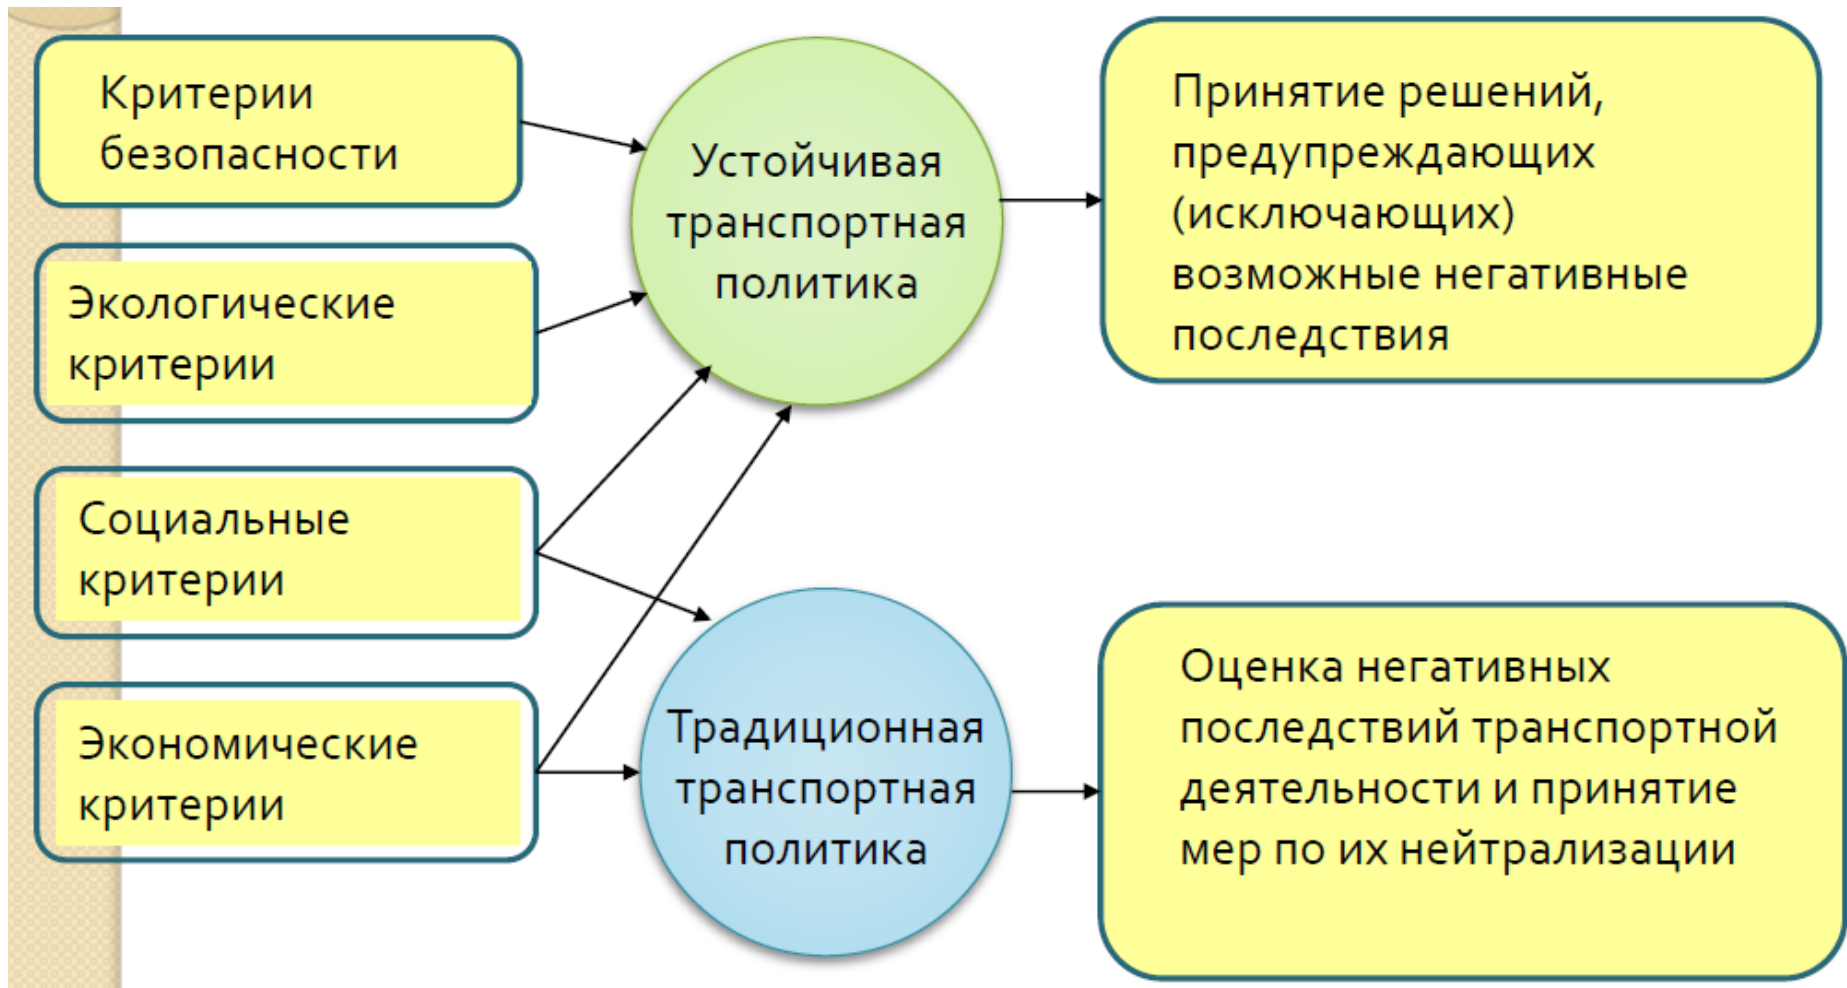 Критерии
безопасности
Экологические
критерии
Социальные
критерии
Экономические
критерии
Устойчивая
транспортная
политика
Традиционная
транспортная
политика
Принятие решений,
предупреждающих
(исключающих)
возможные негативные
последствия
Оценка негативных
последствий транспортной
деятельности и принятие
мер по их нейтрализации